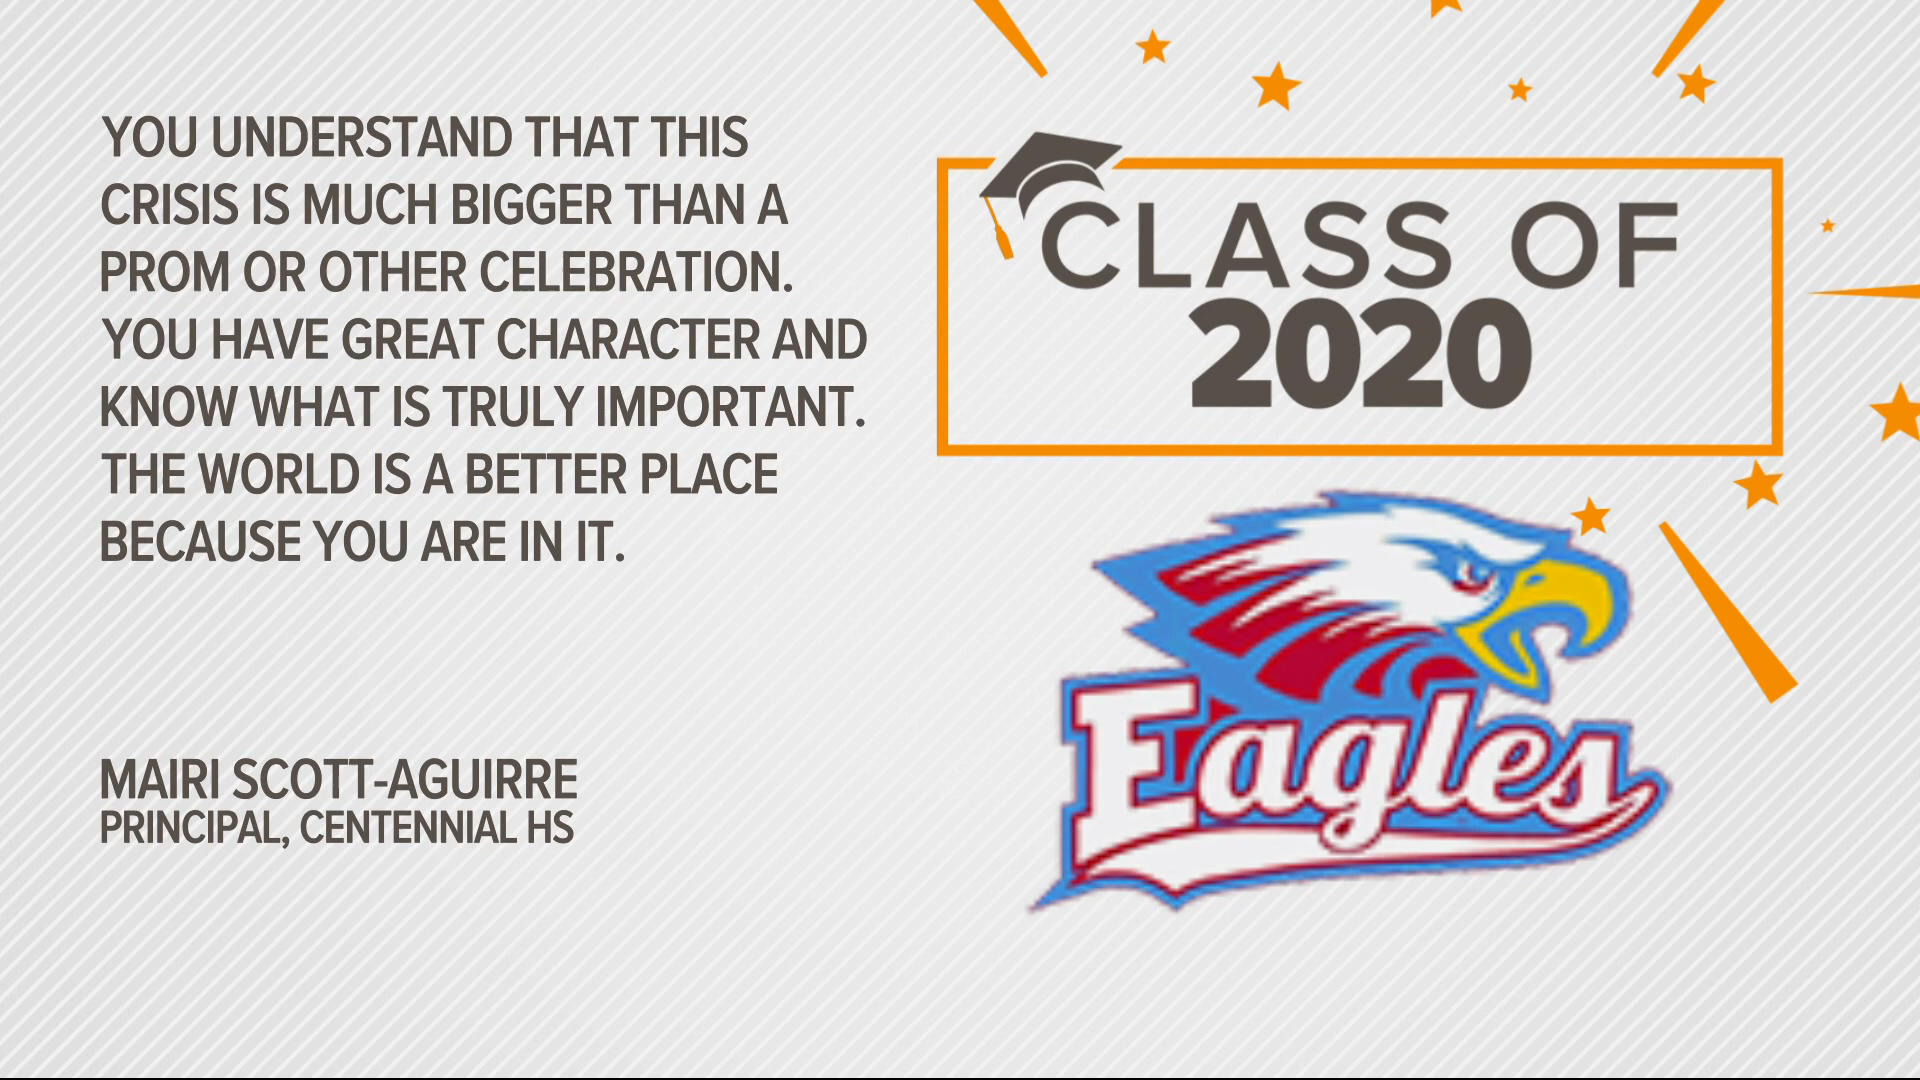 YOU UNDERSTAND THAT THIS
CRISIS IS MUCH BIGGER THAN A
PROM OR OTHER CELEBRATION.
YOU HAVE GREAT CHARACTER AND
KNOW WHAT IS TRULY IMPORTANT.
THE WORLD IS A BETTER PLACE
BECAUSE YOU ARE IN IT.
MAIRI SCOTT-AGUIRRE
PRINCIPAL, CENTENNIAL HS
CLASS OF
2020
Eagles